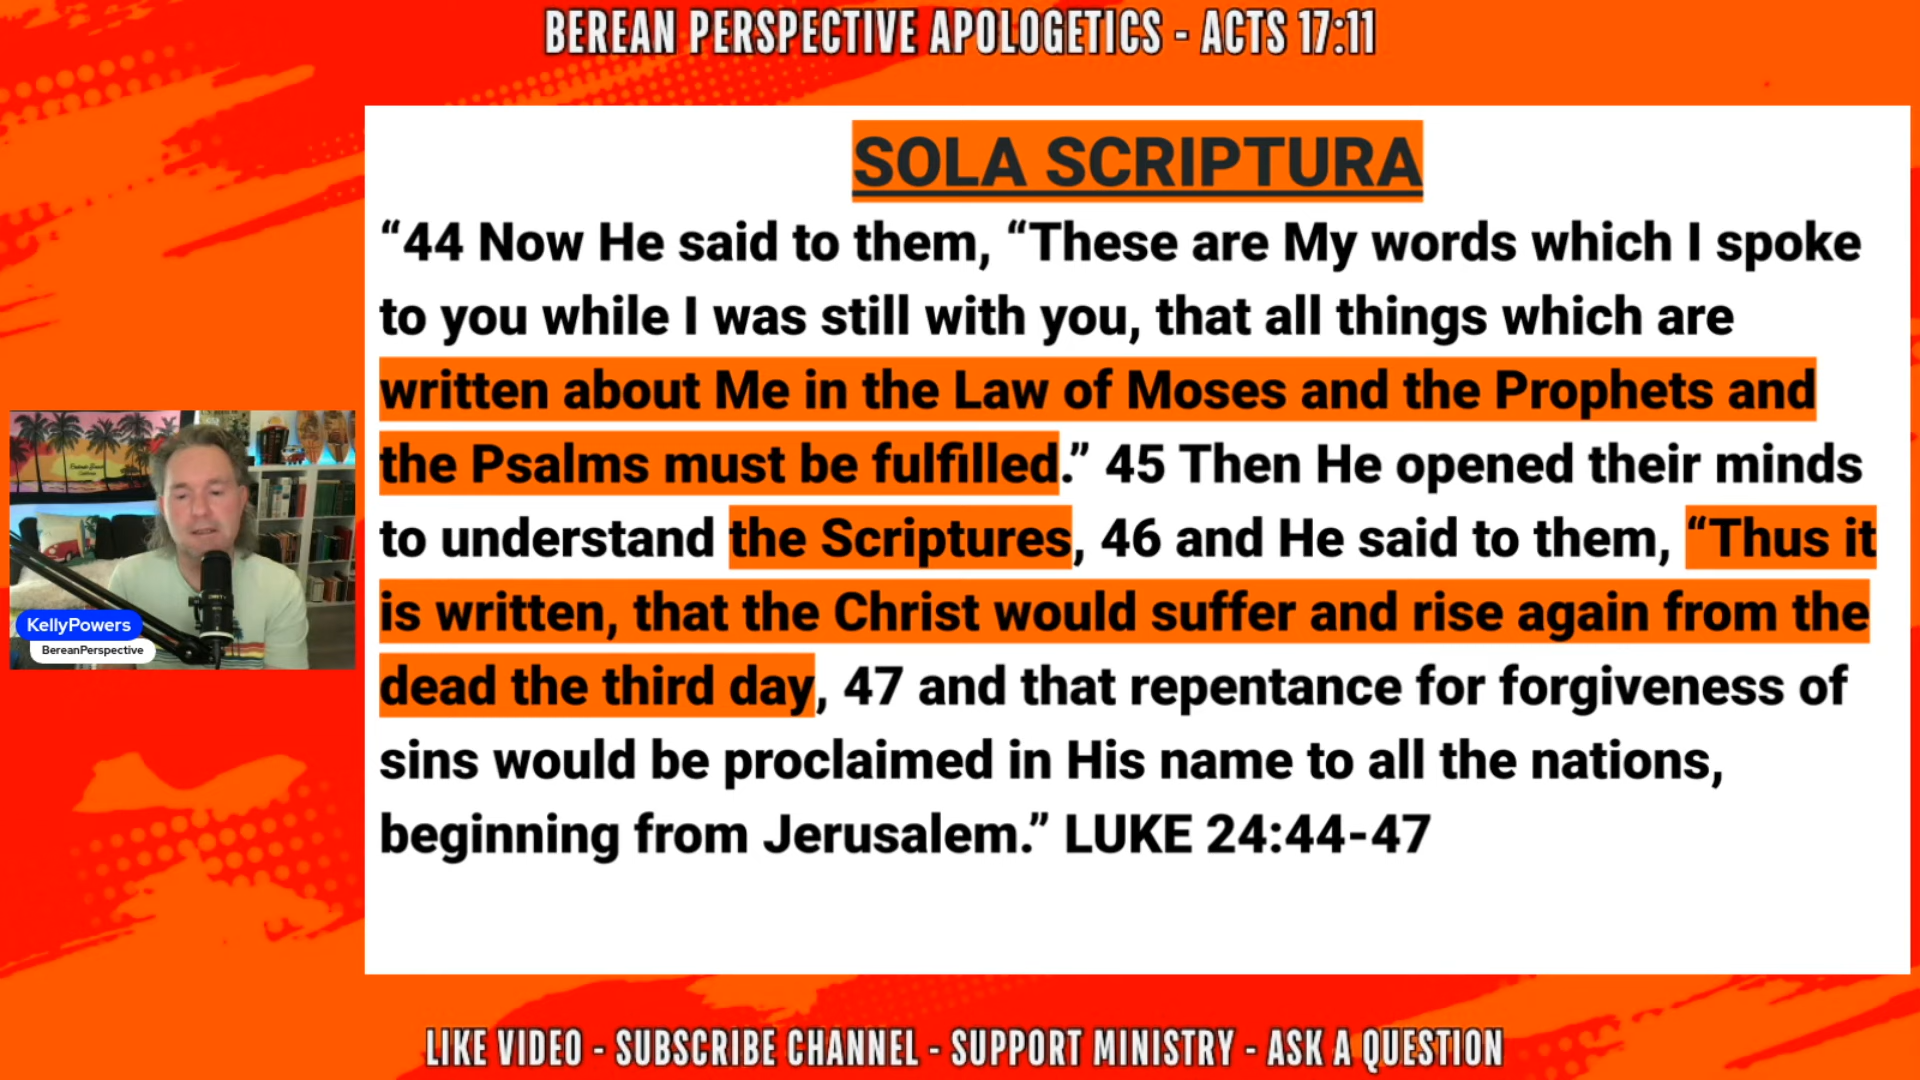 BEREAN PERSPECTIVE APOLOGETICS - ACTS 17:11
SOLA SCRIPTURA
“44 Now He said to them, “These are My words which I spoke
to you while I was still with you, that all things which are
written about Me in the Law of Moses and the Prophets and
the Psalms must be fulfilled.” 45 Then He opened their minds
to understand the Scriptures, 46 and He said to them, “Thus it
is written, that the Christ would suffer and rise again from the
dead the third day, 47 and that repentance for forgiveness of
sins would be proclaimed in His name to all the nations,
beginning from Jerusalem.” LUKE 24:44-47
KellyPowers
BereanPerspective
LIKE VIDEO - SUBSCRIBE CHANNEL - SUPPORT MINISTRY - ASK A QUESTION